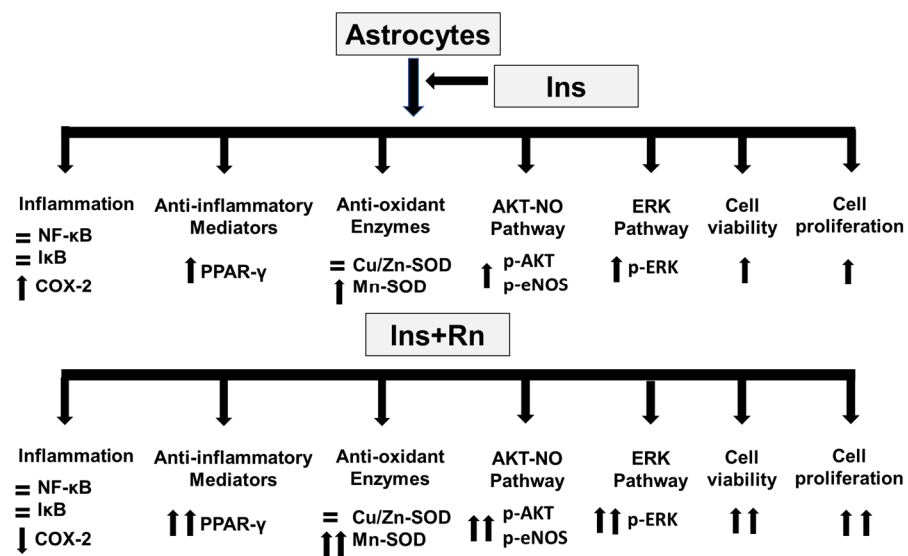 Astrocytes
Ins
Inflammation
= NF-κB
= IκB
↑ COX-2
Anti-inflammatory
Mediators
↑ PPAR-γ
Anti-oxidant
Enzymes
= Cu/Zn-SOD
↑ Mn-SOD
AKT-NO
Pathway
↑ p-AKT
p-eNOS
ERK
Pathway
↑ p-ERK
Cell
viability
↑
Cell
proliferation
↑
Ins+Rn
Inflammation
= NF-κB
= IκB
↓ COX-2
Anti-inflammatory
Mediators
↑↑ PPAR-γ
Anti-oxidant
Enzymes
= Cu/Zn-SOD
↑↑ Mn-SOD
AKT-NO
Pathway
↑↑ p-AKT
p-eNOS
ERK
Pathway
↑↑ p-ERK
Cell
viability
↑↑
Cell
proliferation
↑↑